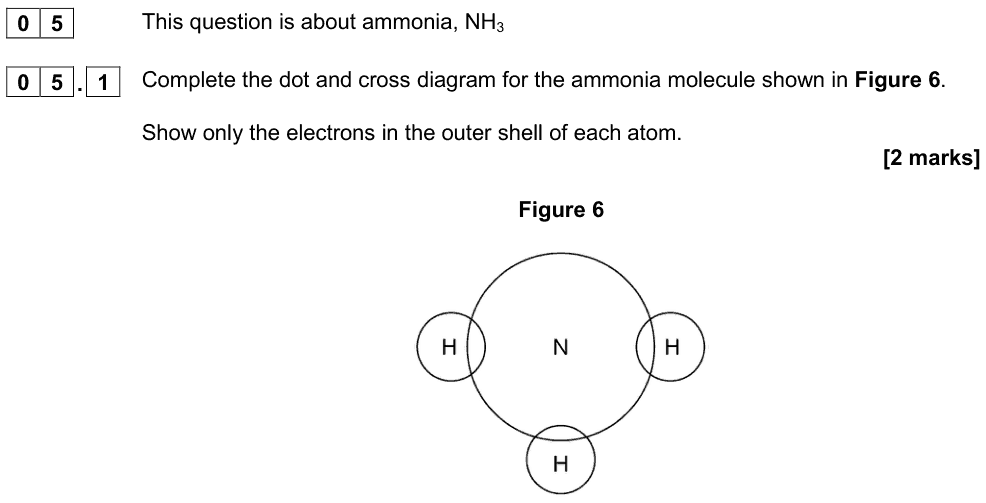 0 5 This question is about ammonia, NH₃
0 5 . 1 Complete the dot and cross diagram for the ammonia molecule shown in Figure 6.
Show only the electrons in the outer shell of each atom.
[2 marks]
Figure 6
H N H
H